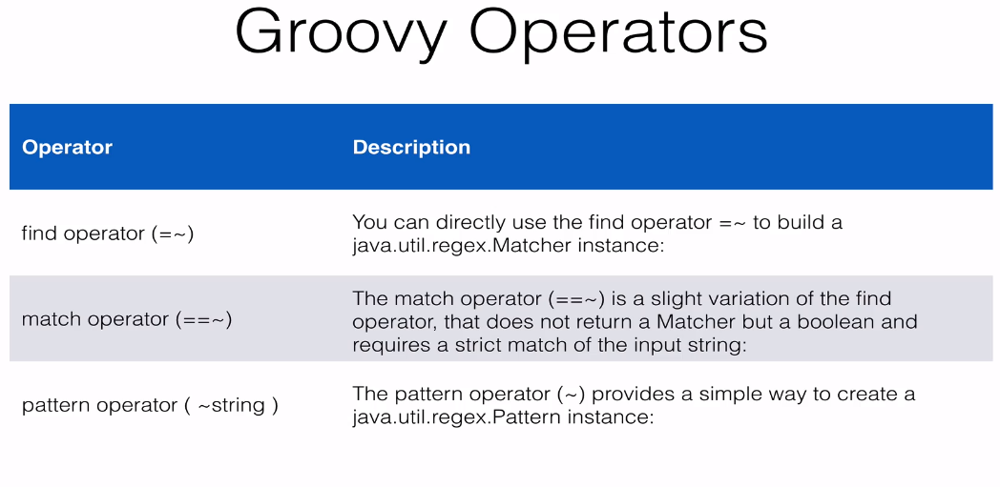 Groovy Operators
Operator
Description
find operator (=~)
You can directly use the find operator =~ to build a
java.util.regex.Matcher instance:
match operator (==~)
The match operator (==~) is a slight variation of the find
operator, that does not return a Matcher but a boolean and
requires a strict match of the input string:
pattern operator ( ~string )
The pattern operator (~) provides a simple way to create a
java.util.regex.Pattern instance: